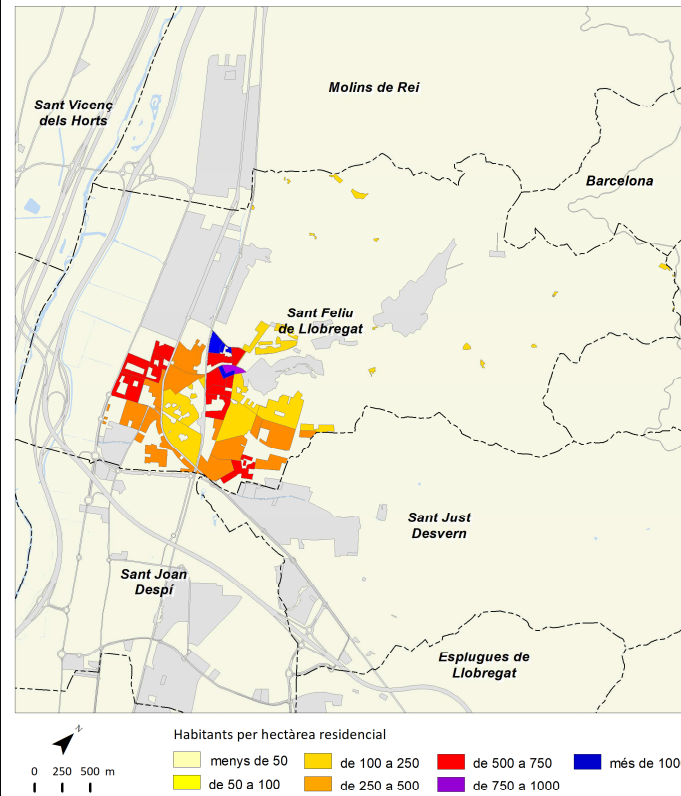 Molins de Rei
Sant Vicenç
dels Horts
Barcelona
Sant Feliu
de Llobregat
Sant Just
Desvern
Sant Joan
Despí
Esplugues de
Llobregat
N
0 250 500 m
Habitants per hectàrea residencial
menys de 50
de 50 a 100
de 100 a 250
de 250 a 500
de 500 a 750
de 750 a 1000
més de 100